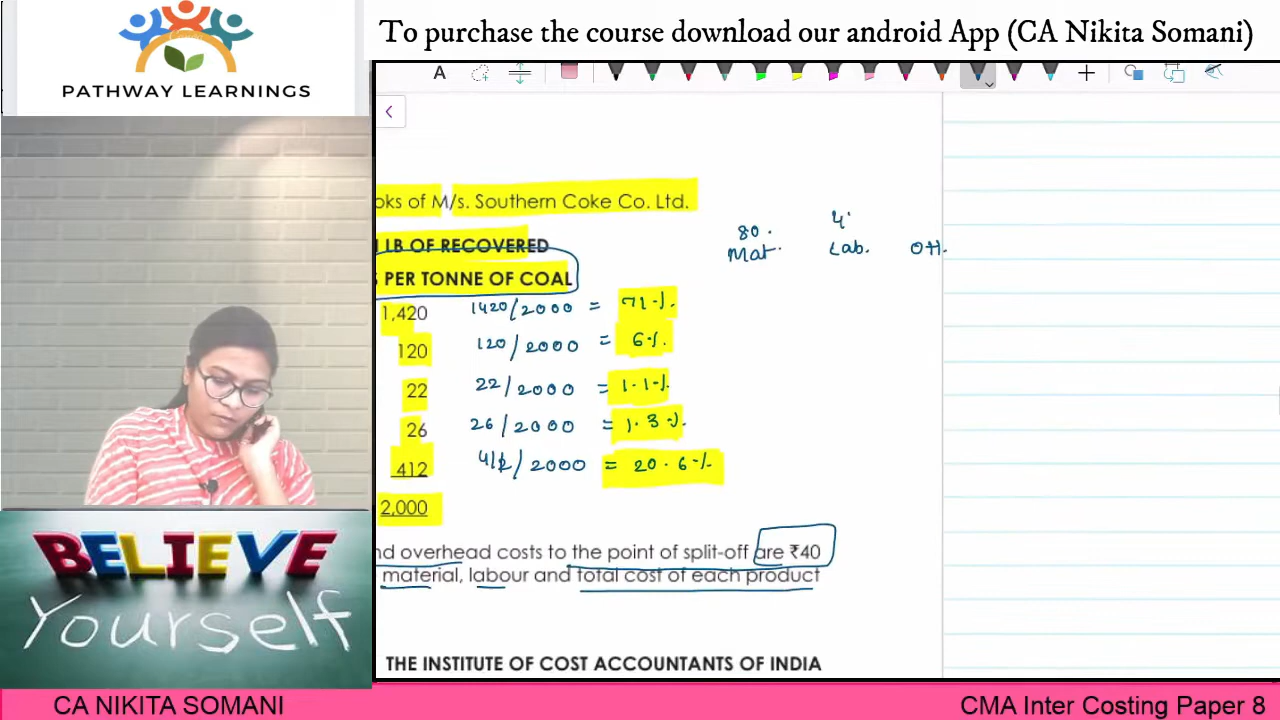 To purchase the course download our android App (CA Nikita Somani)
PATHWAY LEARNINGS
A
oks of M/s. Southern Coke Co. Ltd.
LB OF RECOVERED
PER TONNE OF COAL
80. 4
Mat. Lab. OH.
1,420 1420/2000 = 71%.
120 120/2000 = 6%.
22 22/2000 = 1.1%.
26 26/2000 = 1.3%.
412 412/2000 = 20.6%.
2,000
nd overhead costs to the point of split-off are ₹40
material, labour and total cost of each product
THE INSTITUTE OF COST ACCOUNTANTS OF INDIA
BELIEVE
Yourself
CA NIKITA SOMANI
CMA Inter Costing Paper 8